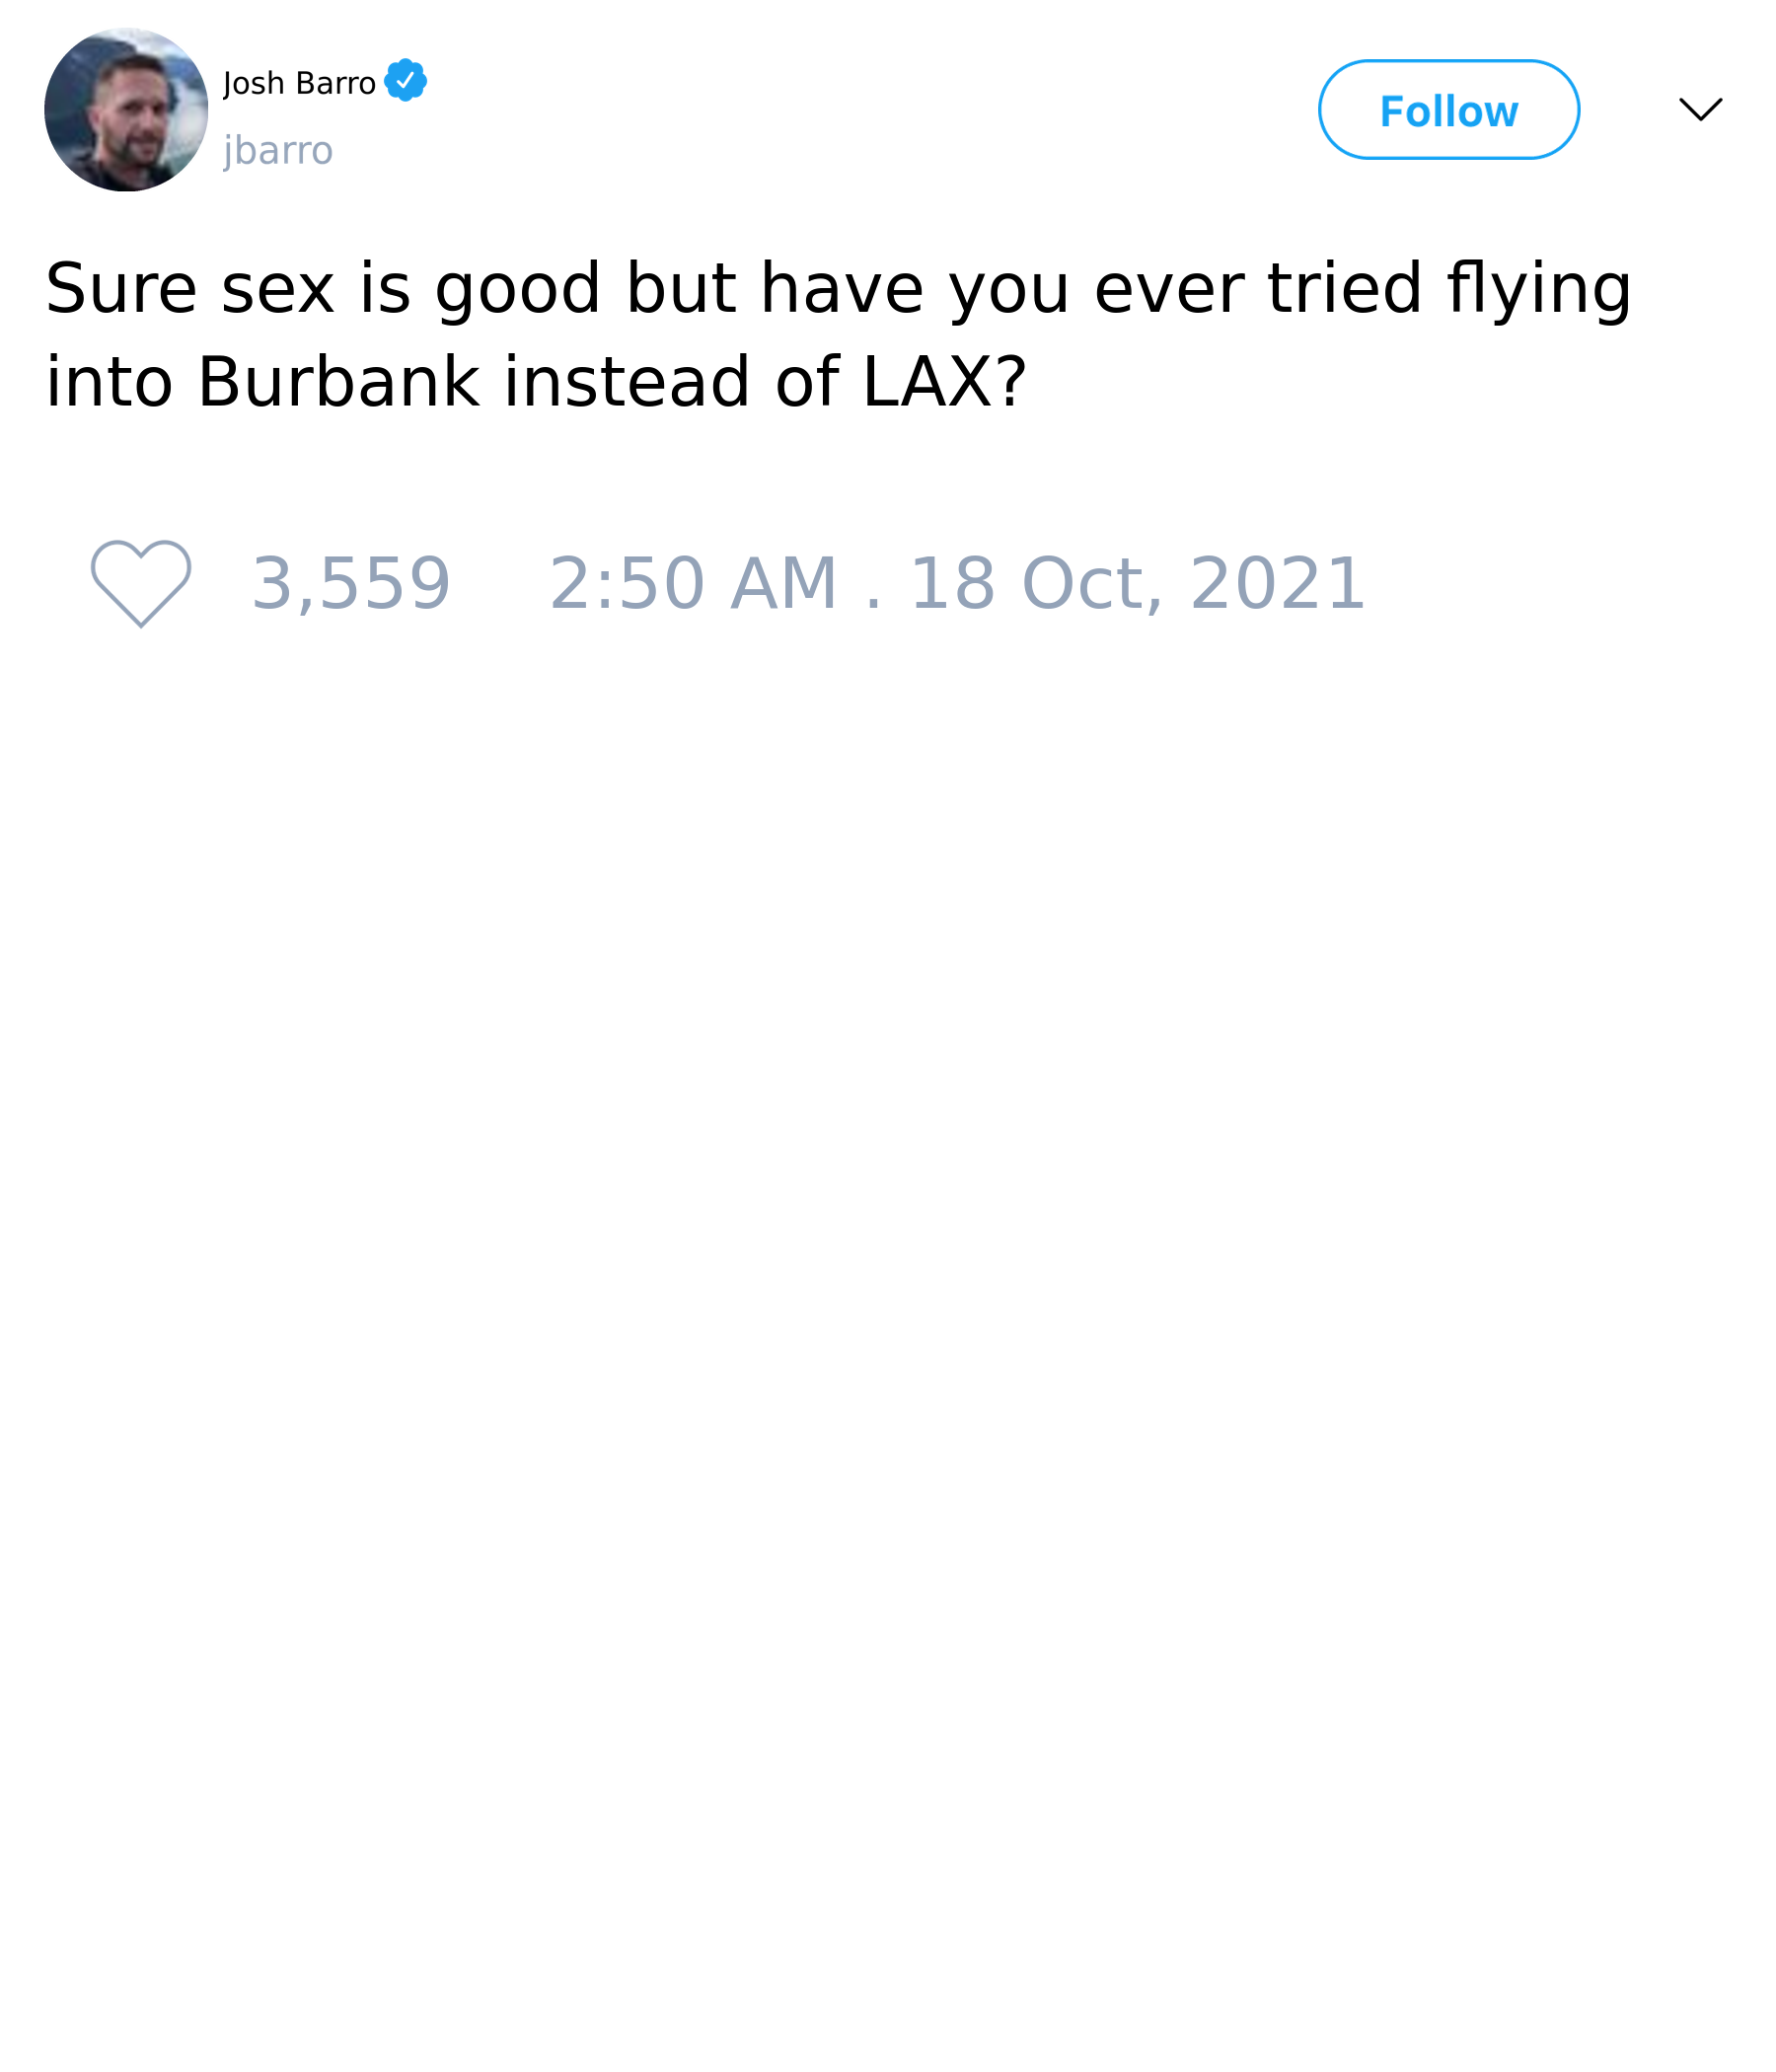 Josh Barro
jbarro
Follow
Sure sex is good but have you ever tried flying
into Burbank instead of LAX?
3,559 2:50 AM . 18 Oct, 2021